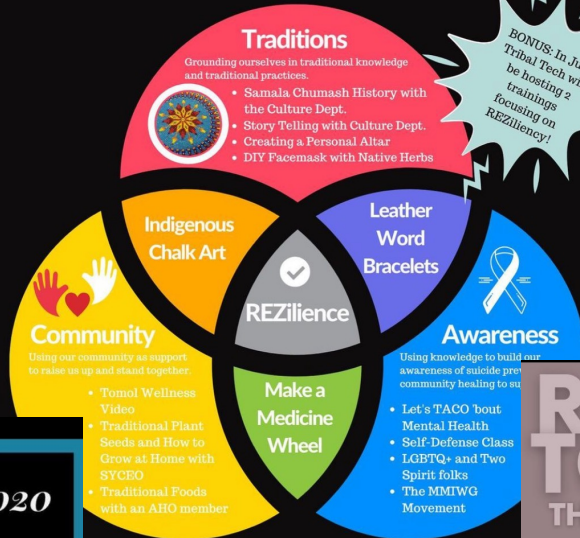 Traditions
Grounding ourselves in traditional knowledge
and traditional practices.
• Samala Chumash History with
the Culture Dept.
• Story Telling with Culture Dept.
• Creating a Personal Altar
• DIY Facemask with Native Herbs
BONUS: In
Tribal Tech
be hosting 2
trainings
focusing on
REZiliency!
Indigenous
Chalk Art
Leather
Word
Bracelets
REZilience
Community
Using our community as support
to raise us up and stand together.
• Tomol Wellness
Video
• Traditional Plant
Seeds and How to
Grow at Home with
SYCEO
• Traditional Foods
with an AHO member
Make a
Medicine
Wheel
Awareness
Using knowledge to build our
awareness of suicide
community healing to
• Let's TACO 'bout
Mental Health
• Self-Defense Class
• LGBTQ+ and Two
Spirit folks
• The MMIWG
Movement